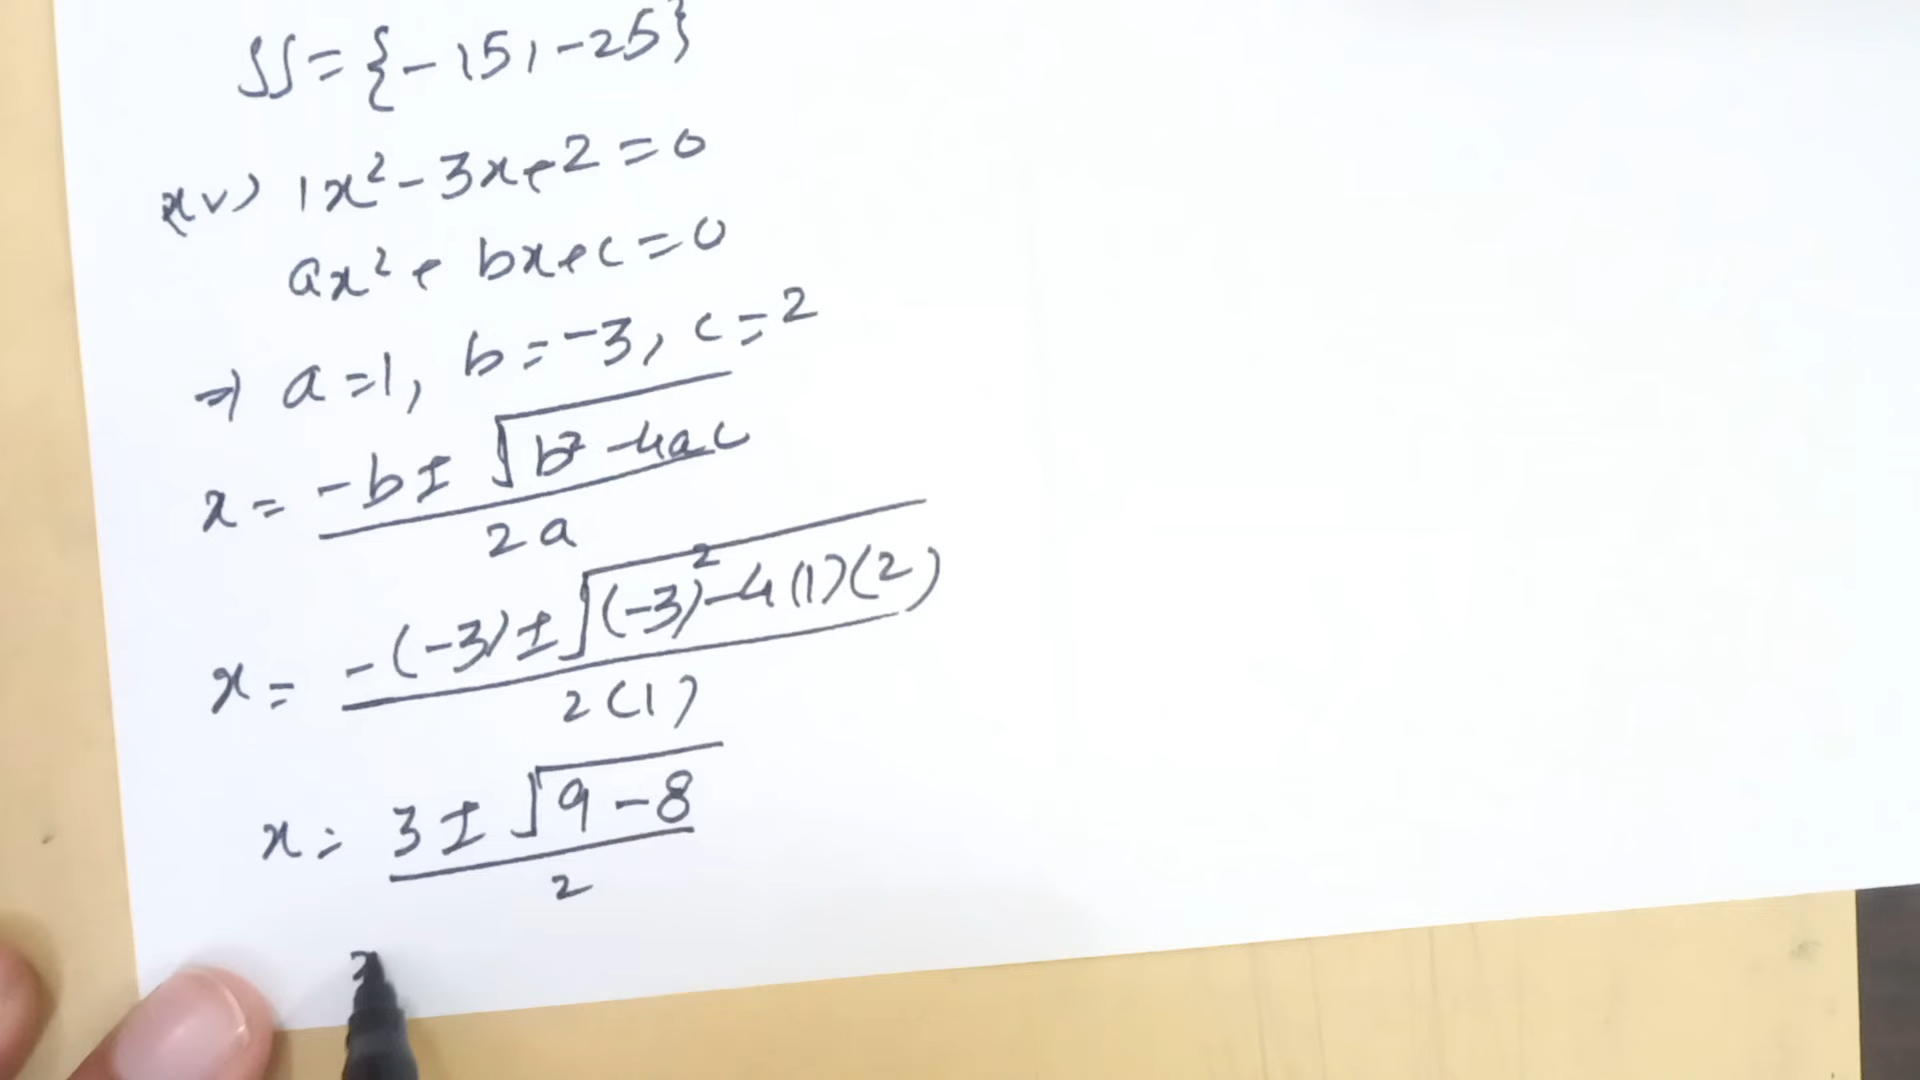 SS = {-15, -25}
xv) 1x² - 3x + 2 = 0
ax² + bx + c = 0
⇒ a = 1, b = -3, c = 2
x = (-b ± √(b² - 4ac)) / 2a
x = (-(-3) ± √((-3)² - 4(1)(2))) / 2(1)
x = (3 ± √(9 - 8)) / 2